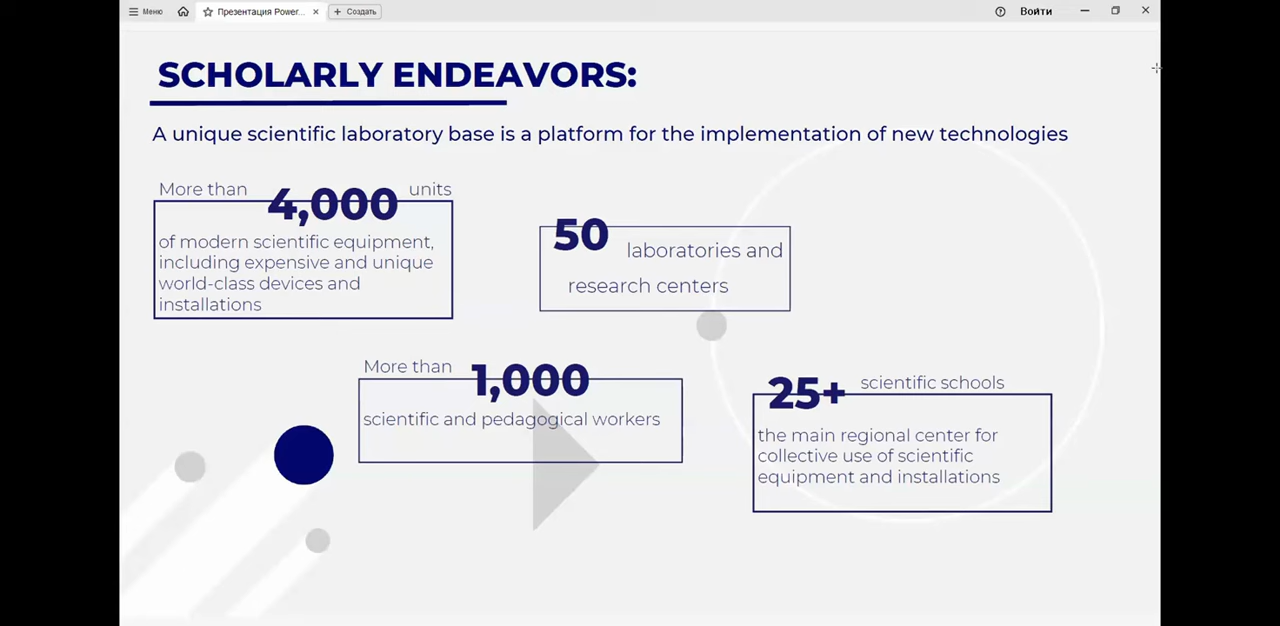 Меню
Презентация Power...
Создать
Войти
SCHOLARLY ENDEAVORS:
A unique scientific laboratory base is a platform for the implementation of new technologies
More than 4,000 units
of modern scientific equipment,
including expensive and unique
world-class devices and
installations
50 laboratories and
research centers
More than 1,000
scientific and pedagogical workers
25+ scientific schools
the main regional center for
collective use of scientific
equipment and installations